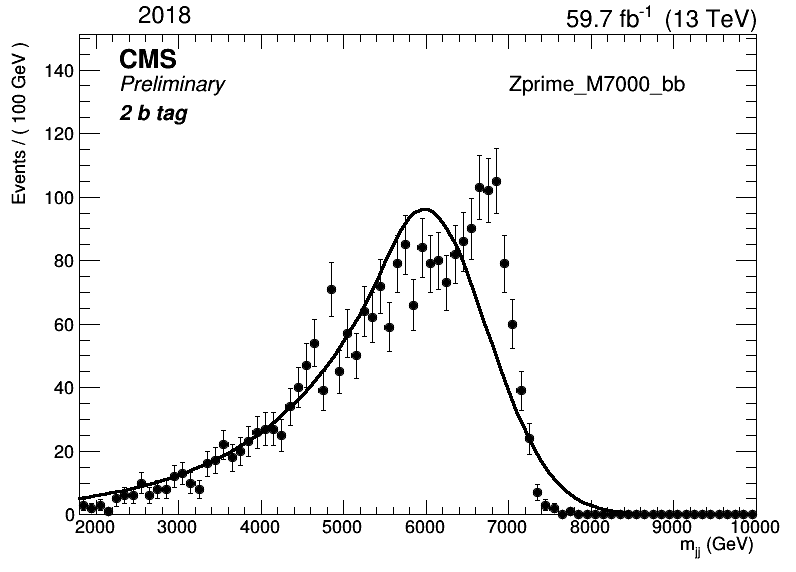 2018
59.7 fb⁻¹ (13 TeV)
CMS
Preliminary
2 b tag
Zprime_M7000_bb
Events / ( 100 GeV )
140
120
100
80
60
40
20
0
2000 3000 4000 5000 6000 7000 8000 9000 10000
m_jj (GeV)